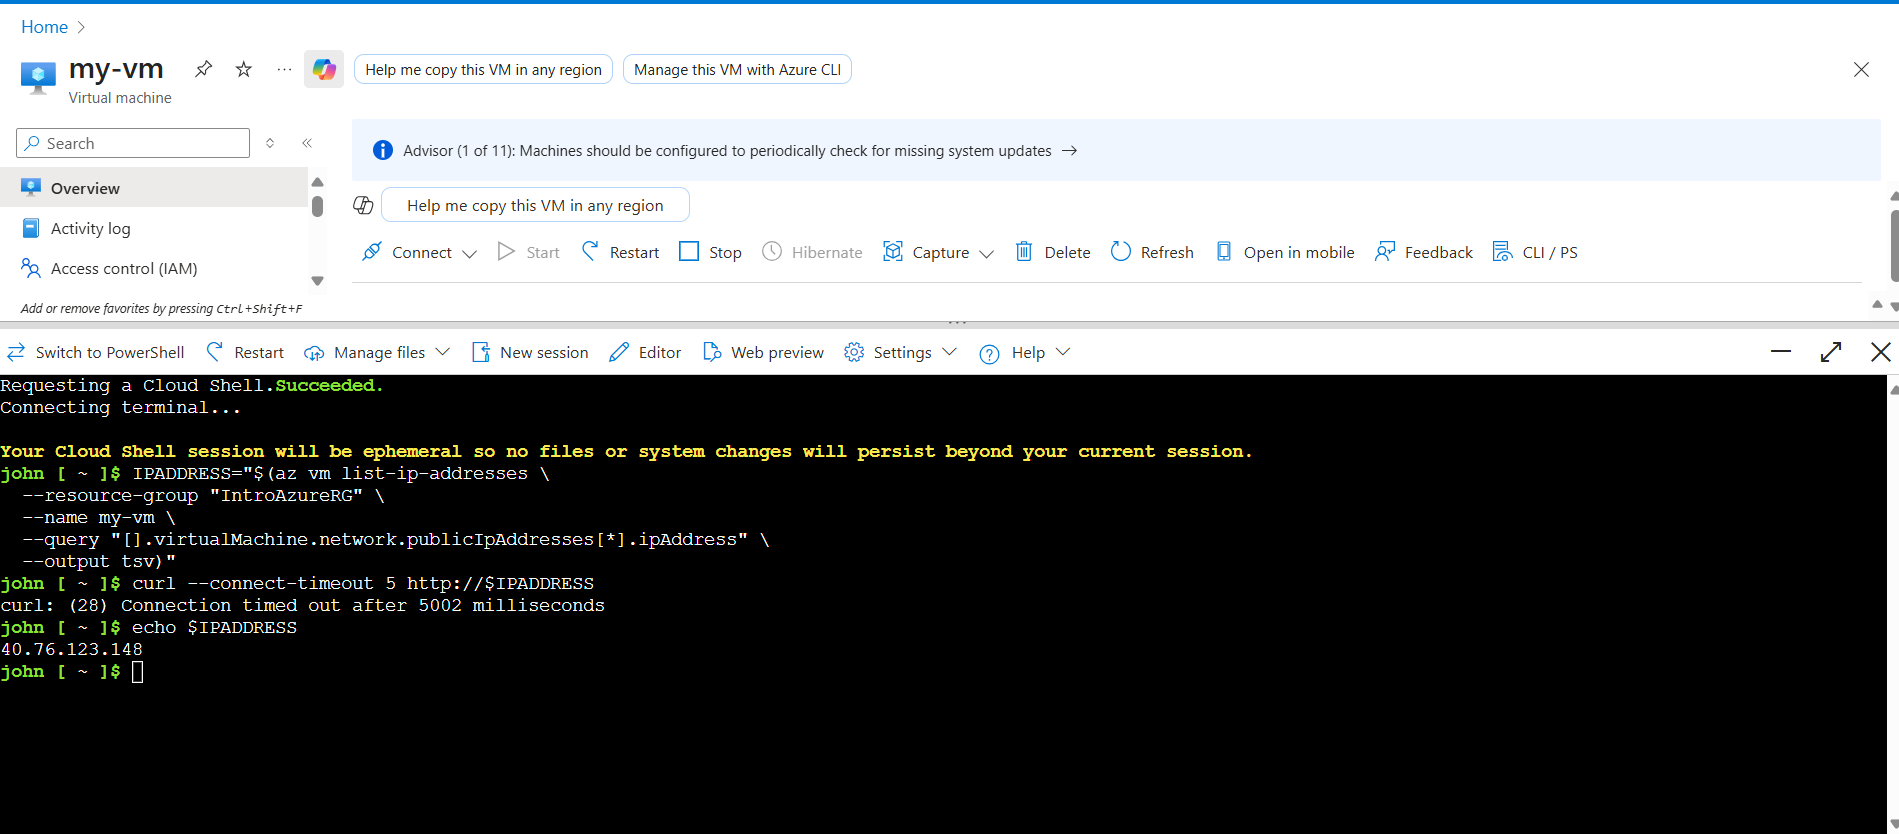 Home
my-vm
Help me copy this VM in any region
Manage this VM with Azure CLI
Virtual machine
Search
Overview
Activity log
Access control (IAM)
Add or remove favorites by pressing Ctrl+Shift+F
Advisor (1 of 11): Machines should be configured to periodically check for missing system updates
Help me copy this VM in any region
Connect Start Restart Stop Hibernate Capture Delete Refresh Open in mobile Feedback CLI / PS
Switch to PowerShell Restart Manage files New session Editor Web preview Settings Help
Requesting a Cloud Shell.Succeeded.
Connecting terminal...
Your Cloud Shell session will be ephemeral so no files or system changes will persist beyond your current session.
john [ ~ ]$ IPADDRESS="$(az vm list-ip-addresses \
--resource-group "IntroAzureRG" \
--name my-vm \
--query "[].virtualMachine.network.publicIpAddresses[*].ipAddress" \
--output tsv)"
john [ ~ ]$ curl --connect-timeout 5 http://$IPADDRESS
curl: (28) Connection timed out after 5002 milliseconds
john [ ~ ]$ echo $IPADDRESS
40.76.123.148
john [ ~ ]$